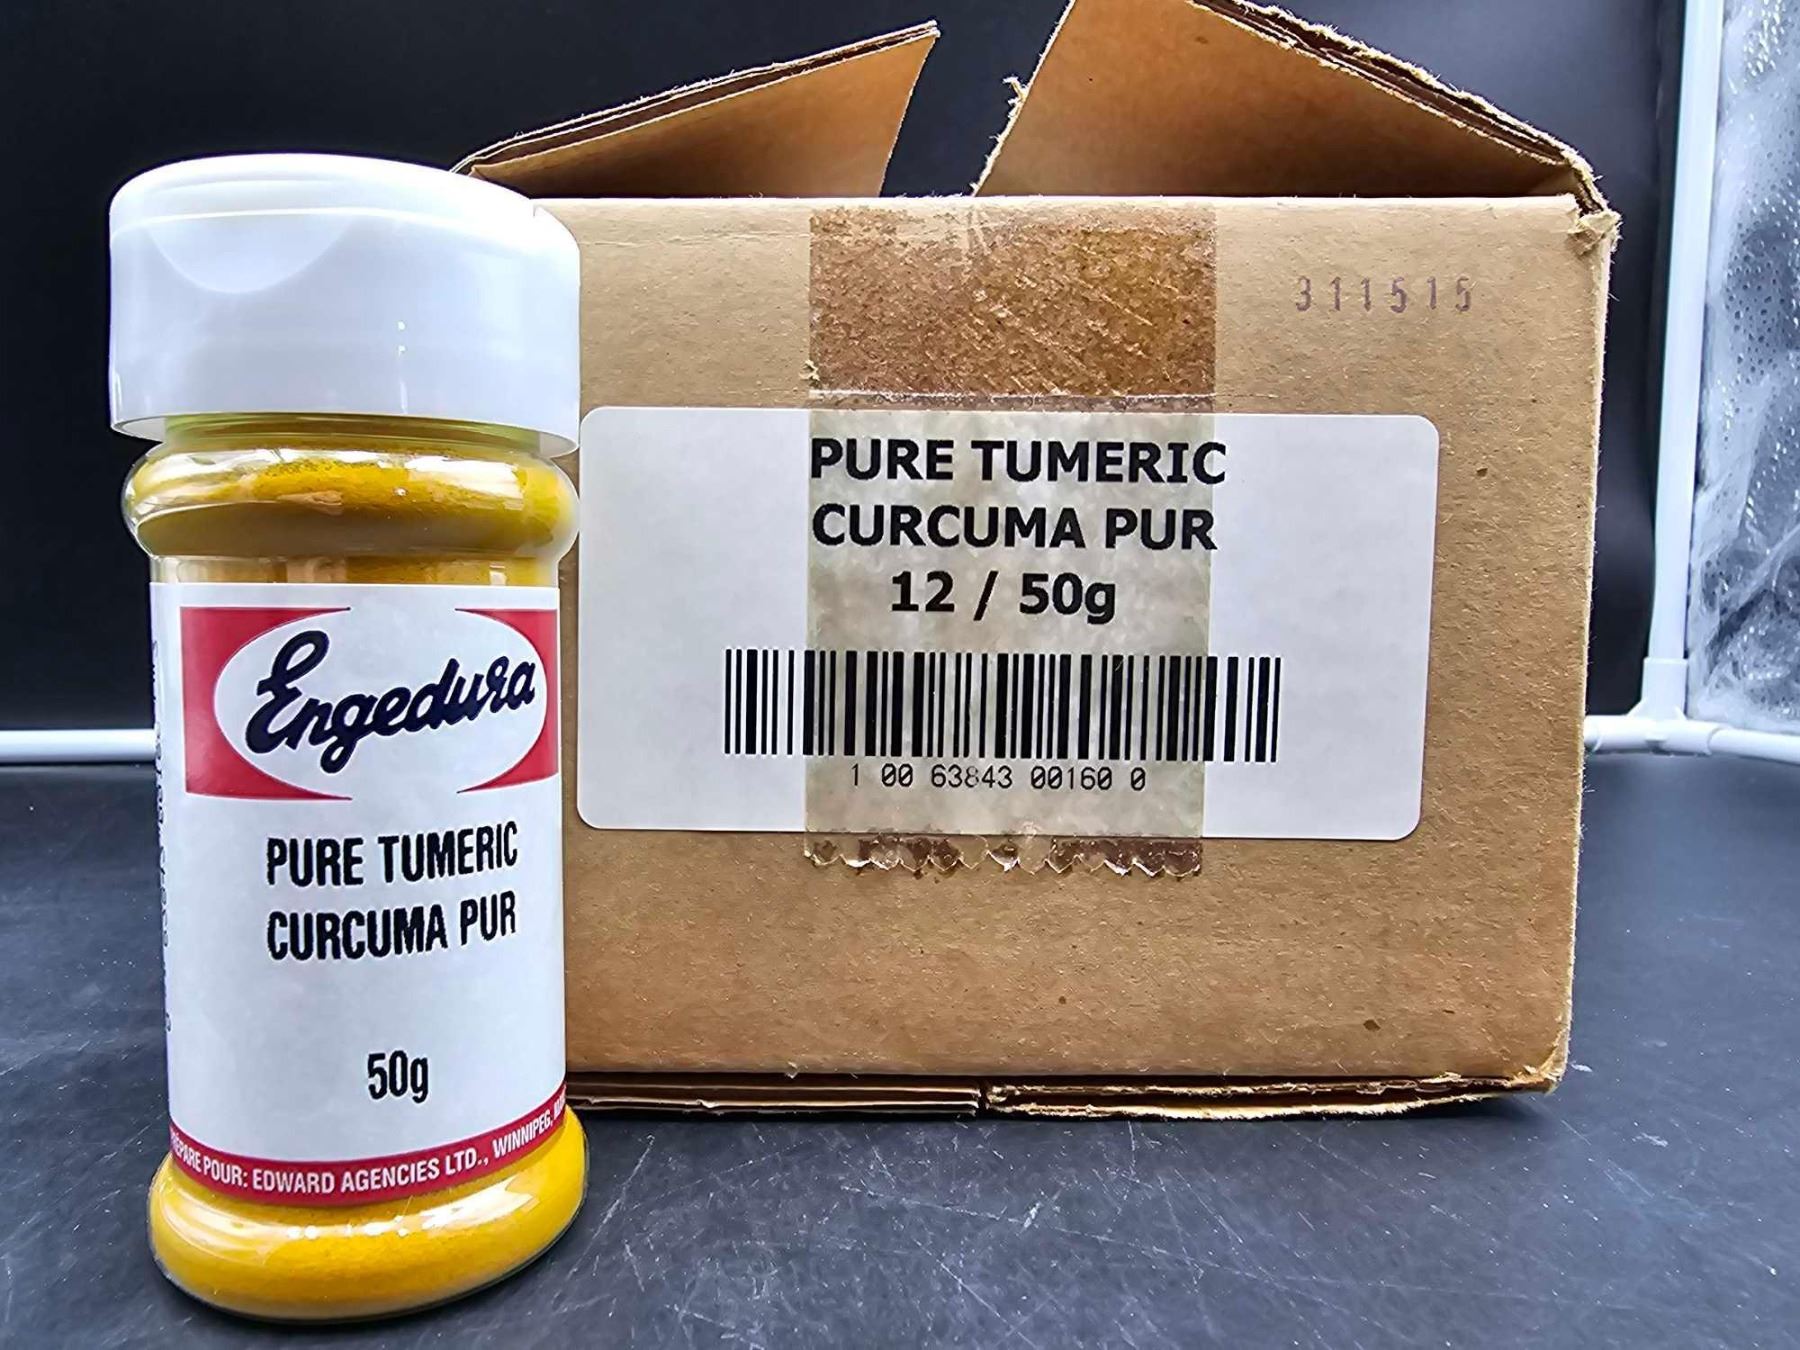 Engedura
PURE TUMERIC
CURCUMA PUR
50g
POUR: EDWARD AGENCIES LTD., WINNIPEG,
311515
PURE TUMERIC
CURCUMA PUR
12 / 50g
1 00 63843 00160 0